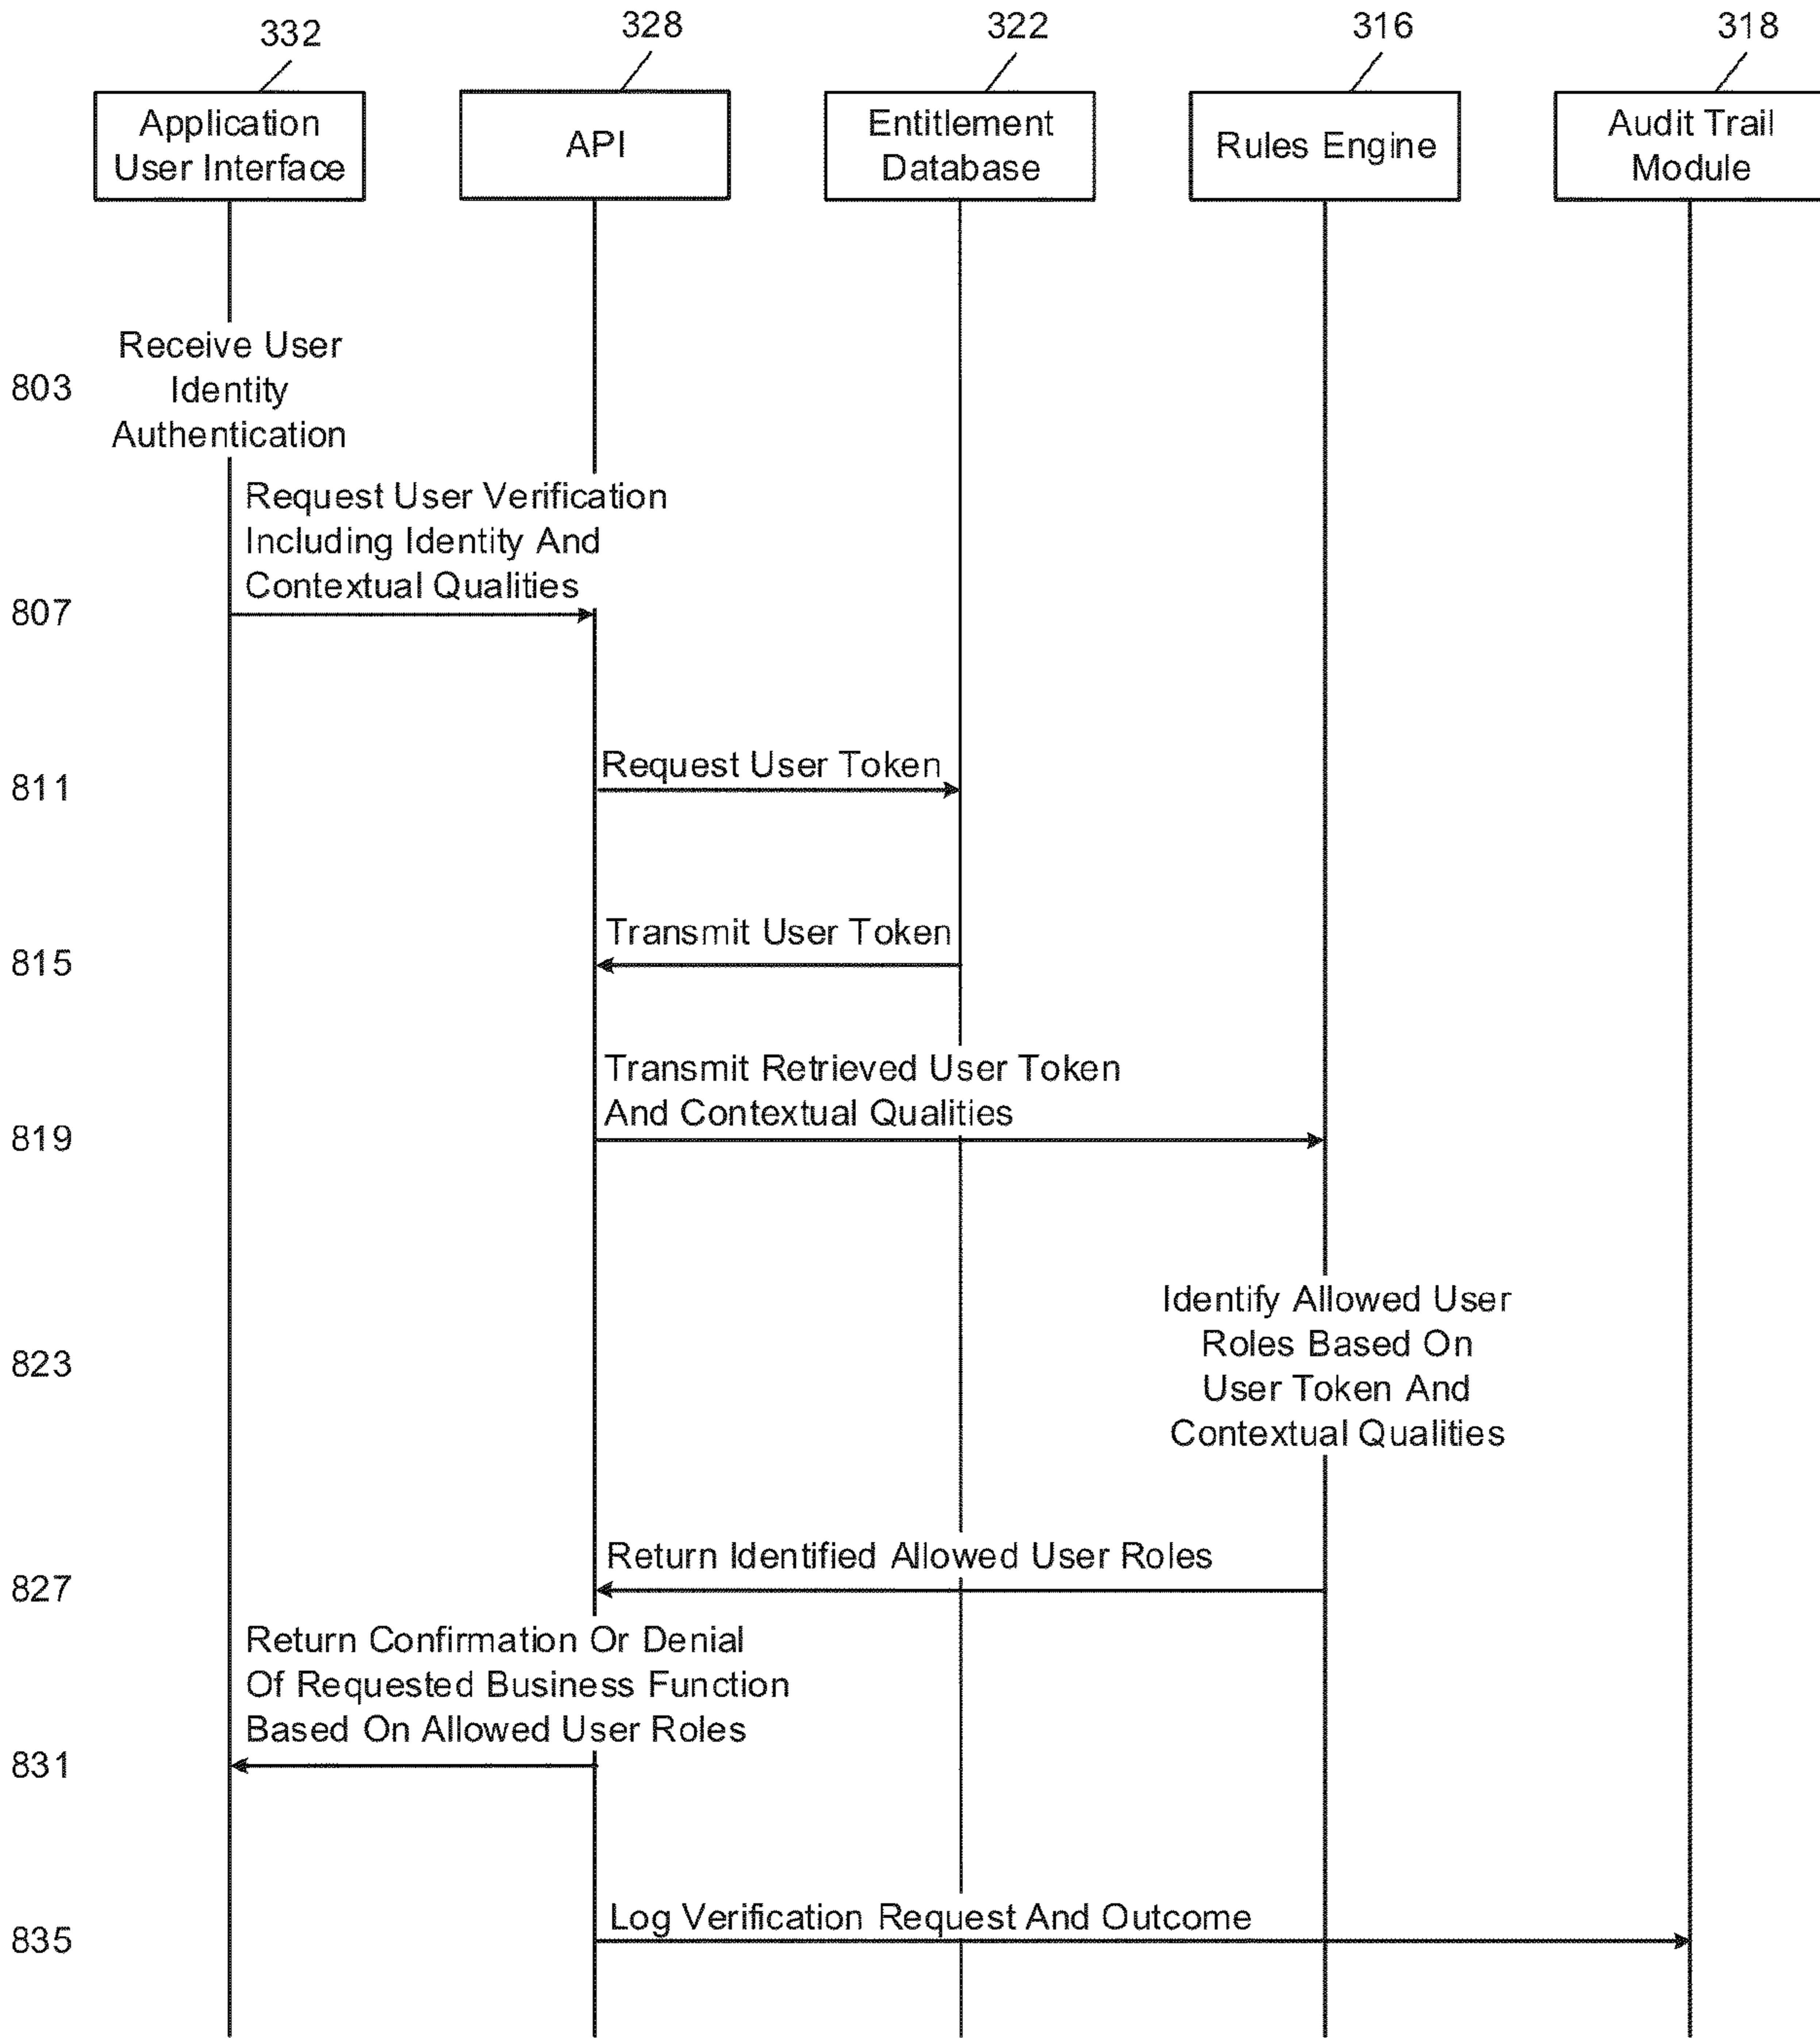 332
328
322
316
318
Application
User Interface
API
Entitlement
Database
Rules Engine
Audit Trail
Module
Receive User
803
Identity
Authentication
Request User Verification
Including Identity And
Contextual Qualities
807
Request User Token
811
Transmit User Token
815
Transmit Retrieved User Token
And Contextual Qualities
819
Identify Allowed User
Roles Based On
823
User Token And
Contextual Qualities
Return Identified Allowed User Roles
827
Return Confirmation Or Denial
Of Requested Business Function
Based On Allowed User Roles
831
Log Verification Request And Outcome
835